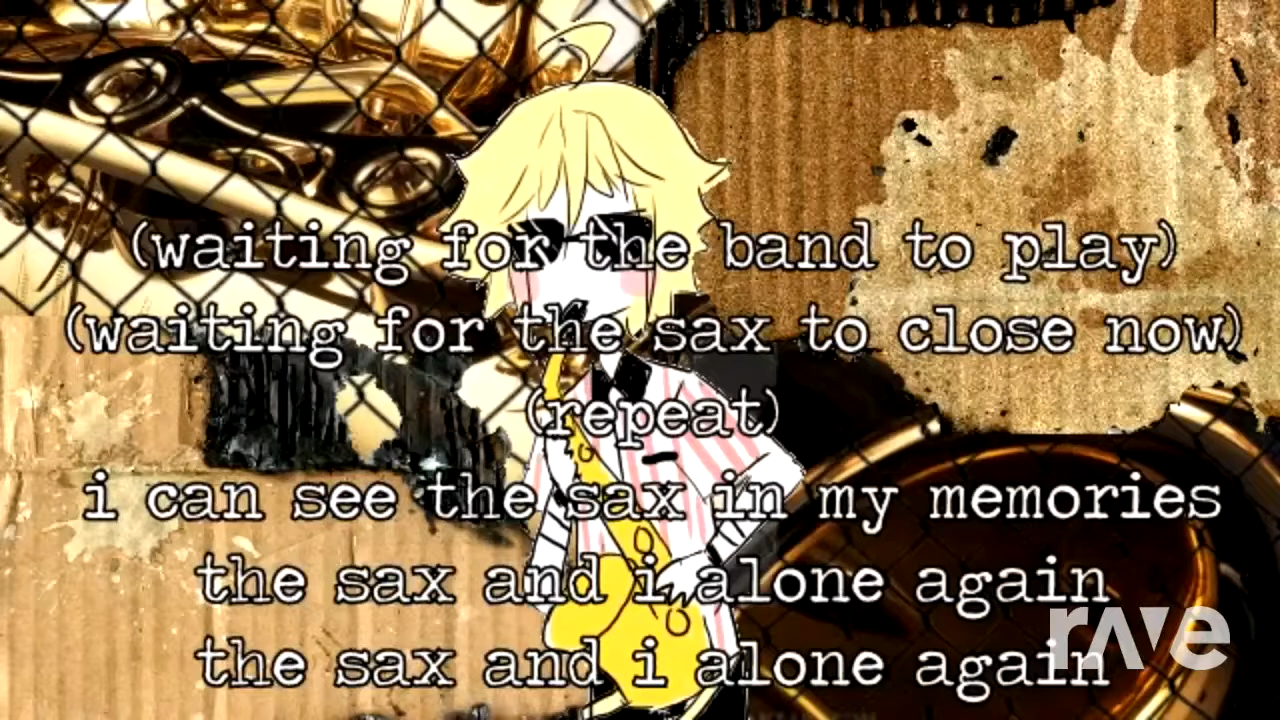 (waiting for the band to play)
(waiting for the sax to close now)
(repeat)
i can see the sax in my memories
the sax and i alone again
the sax and i alone again
rave